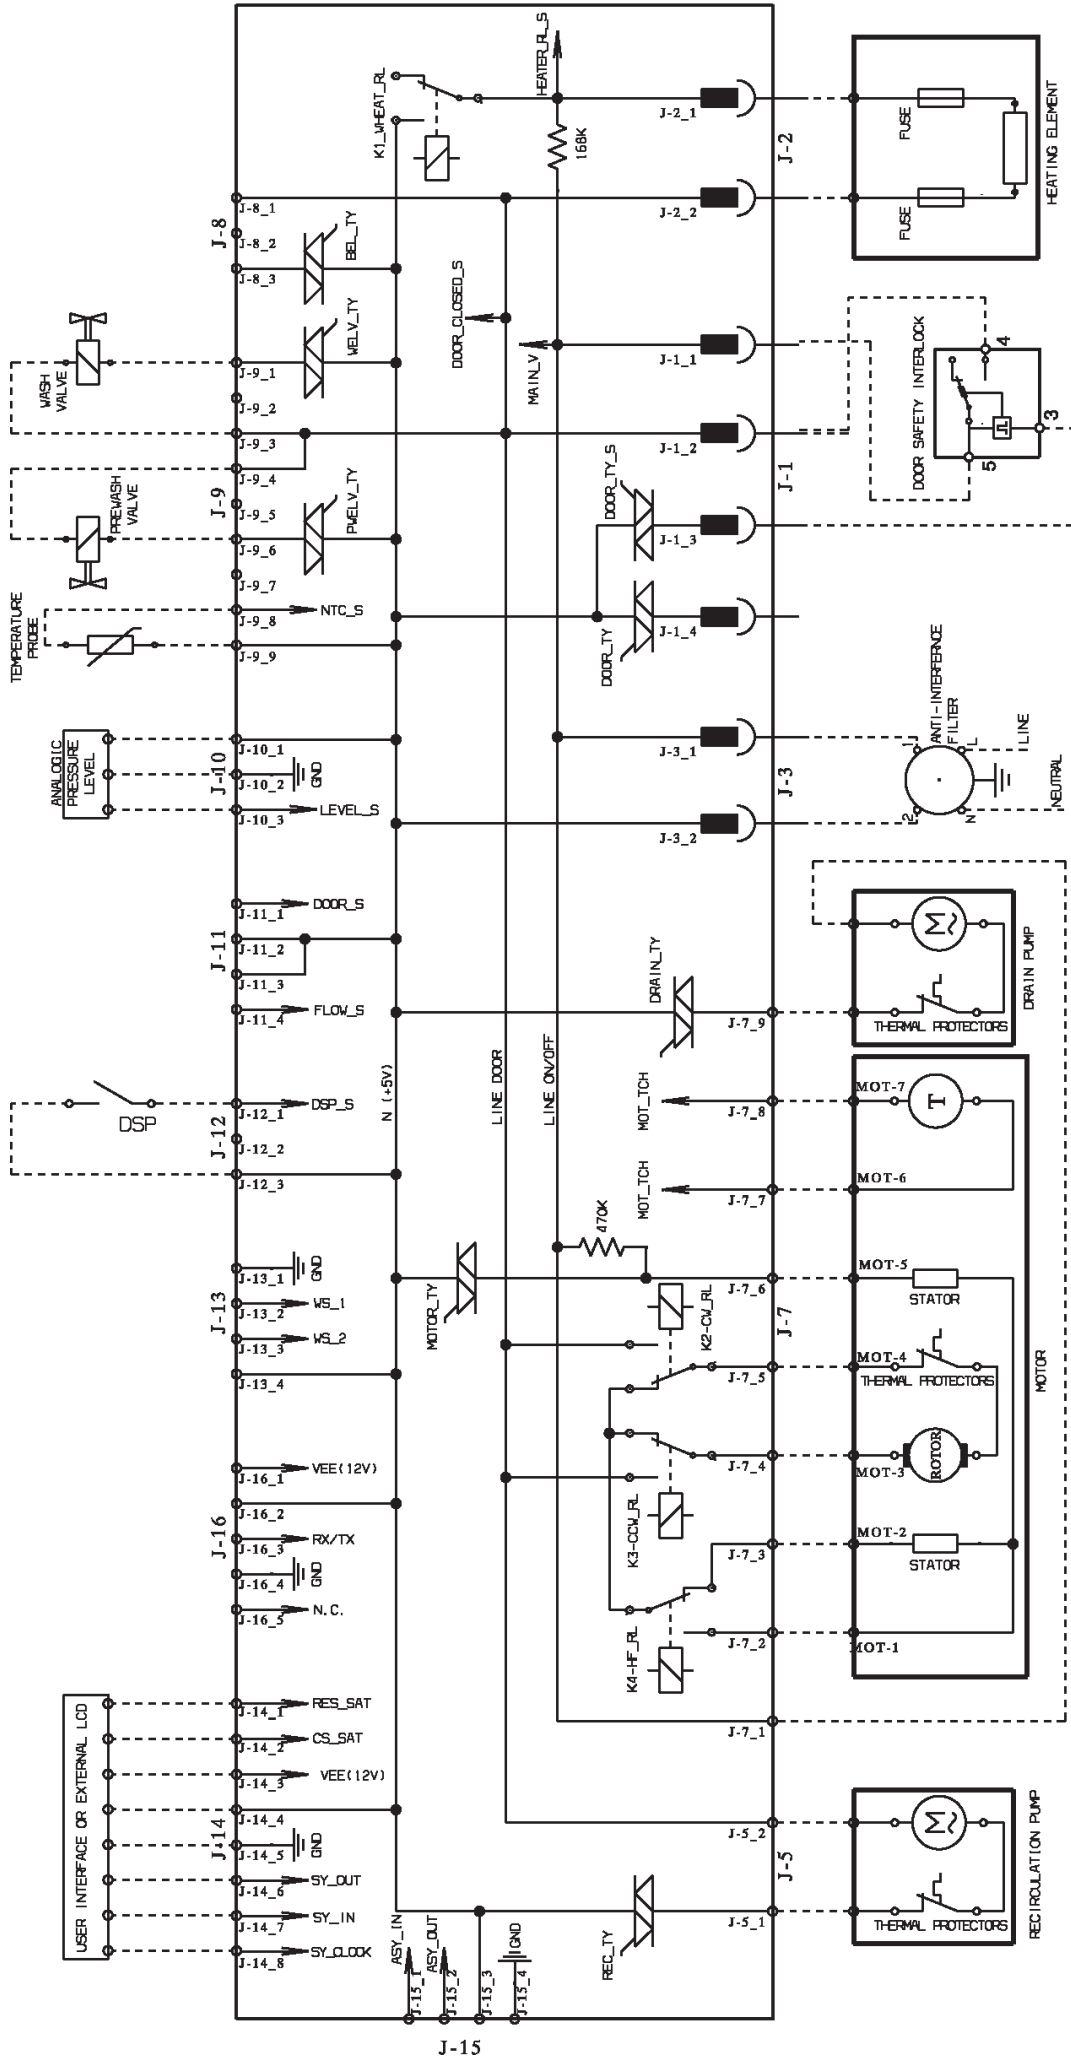 HEATER_RL_S
K1_WHEAT_RL
J-2_1
168K
J-2
FUSE
FUSE
HEATING ELEMENT
J-8
J-8_1
J-8_2
J-8_3
BEL_TY
J-2_2
DOOR_CLOSED_S
MAIN_V
WASH
VALVE
J-9_1
J-9_2
J-9_3
WELV_TY
J-1_1
J-1_2
J-1
DOOR SAFETY INTERLOCK
4
3
5
J-9
J-9_4
J-9_5
J-9_6
J-9_7
PREWASH
VALVE
PWELV_TY
DOOR_TY_S
J-1_3
TEMPERATURE
PROBE
J-9_8
NTC_S
J-9_9
DOOR_TY
J-1_4
ANALOGIC
PRESSURE
LEVEL
J-10
J-10_1
J-10_2
GND
J-10_3
LEVEL_S
J-3_1
J-3
J-3_2
ANTI-INTERFERNCE
FILTER
1
L
2
N
LINE
NEUTRAL
J-11
J-11_1
DOOR_S
J-11_2
J-11_3
J-11_4
FLOW_S
DRAIN_TY
J-7_9
M
THERMAL PROTECTORS
DRAIN PUMP
N (+5V)
LINE DOOR
LINE ON/OFF
DSP
J-12
J-12_1
DSP_S
J-12_2
J-12_3
MOT_TCH
J-7_8
MOT_TCH
J-7_7
MOT-7
T
MOT-6
J-13
J-13_1
GND
J-13_2
WS_1
J-13_3
WS_2
J-13_4
MOTOR_TY
470K
J-7_6
J-7
K2-CW_RL
J-7_5
MOT-5
STATOR
MOT-4
THERMAL PROTECTORS
MOTOR
J-16
J-16_1
VEE(12V)
J-16_2
J-16_3
RX/TX
J-16_4
GND
J-16_5
N.C.
J-7_4
K3-CCW_RL
J-7_3
K4-HF_RL
J-7_2
MOT-3
ROTOR
MOT-2
STATOR
MOT-1
J-7_1
USER INTERFACE OR EXTERNAL LCD
J-14
J-14_1
RES_SAT
J-14_2
CS_SAT
J-14_3
VEE(12V)
J-14_4
J-14_5
GND
J-14_6
SY_OUT
J-14_7
SY_IN
J-14_8
SY_CLOCK
J-5_2
J-5
J-5_1
REC_TY
M
THERMAL PROTECTORS
RECIRCULATION PUMP
ASY_IN
J-15_1
ASY_OUT
J-15_2
J-15_3
GND
J-15_4
J-15